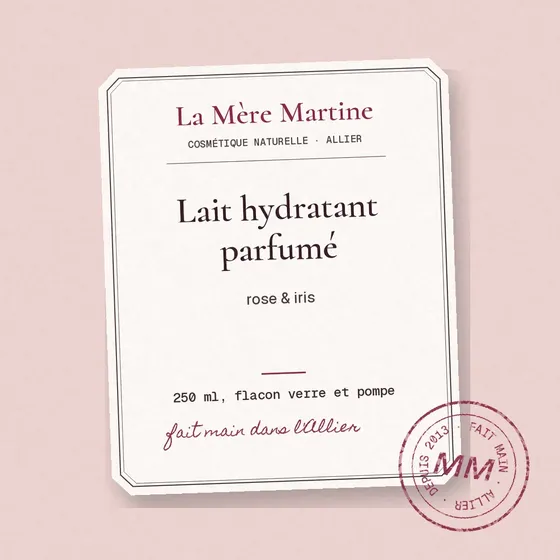 La Mère Martine
COSMÉTIQUE NATURELLE · ALLIER
Lait hydratant
parfumé
rose & iris
250 ml, flacon verre et pompe
fait main dans l'Allier
DEPUIS 2013 · FAIT MAIN · ALLIER ·
MM